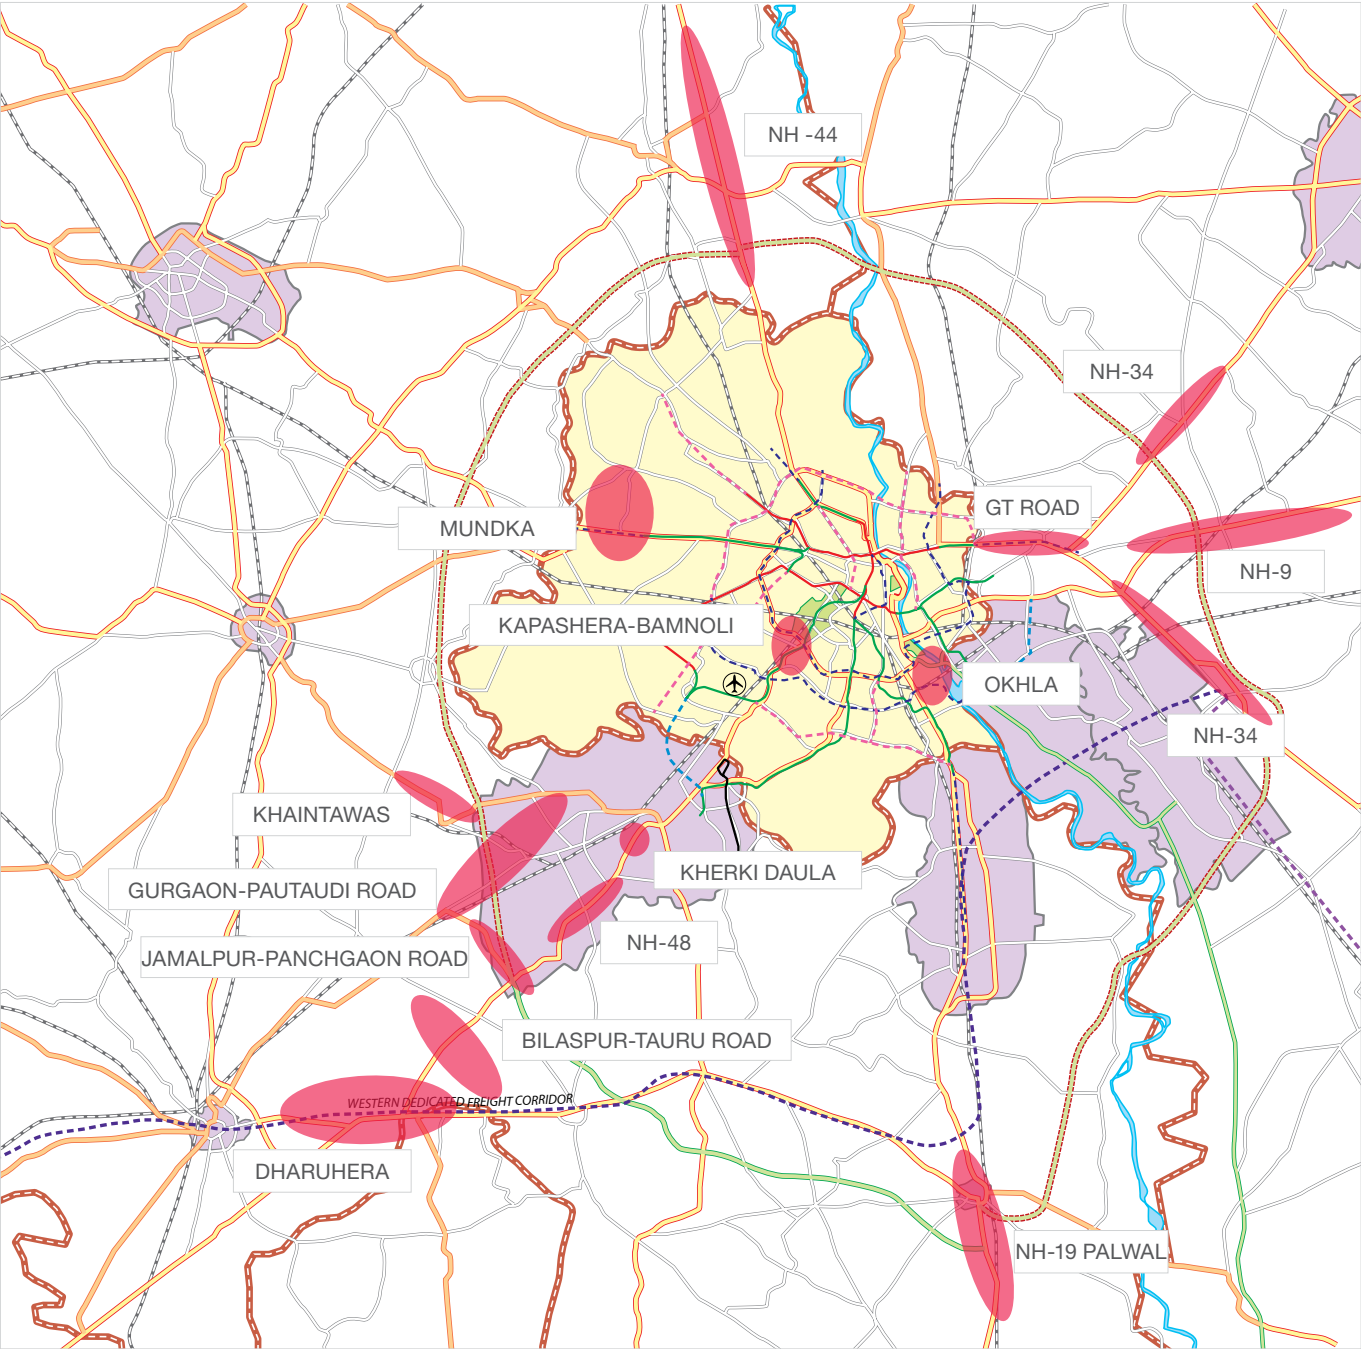 NH -44
NH-34
GT ROAD
MUNDKA
NH-9
KAPASHERA-BAMNOLI
OKHLA
NH-34
KHAINTAWAS
KHERKI DAULA
GURGAON-PAUTAUDI ROAD
NH-48
JAMALPUR-PANCHGAON ROAD
BILASPUR-TAURU ROAD
WESTERN DEDICATED FREIGHT CORRIDOR
DHARUHERA
NH-19 PALWAL